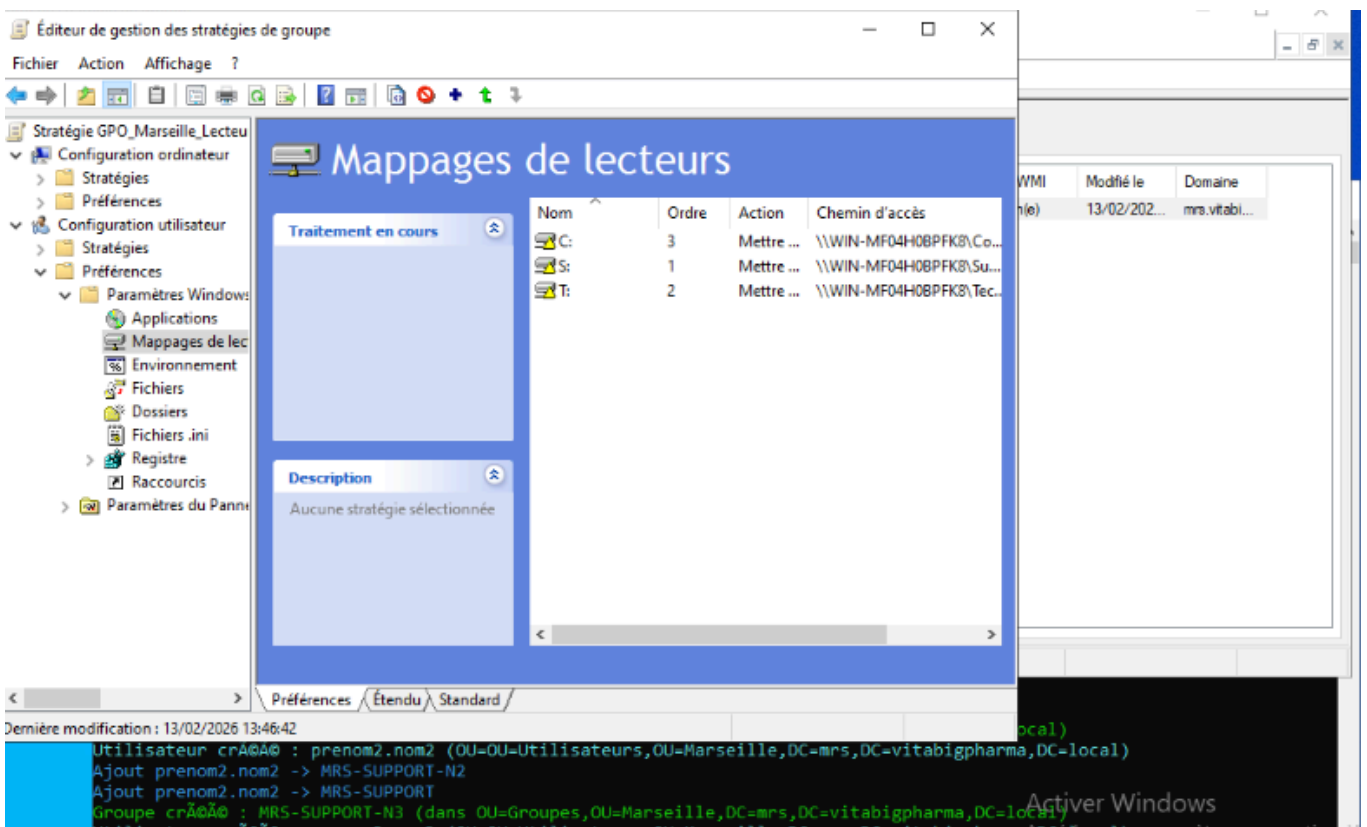 Éditeur de gestion des stratégies de groupe
Fichier Action Affichage ?
Stratégie GPO_Marseille_Lecteu
Configuration ordinateur
Stratégies
Préférences
Configuration utilisateur
Stratégies
Préférences
Paramètres Windows
Applications
Mappages de lec
Environnement
Fichiers
Dossiers
Fichiers .ini
Registre
Raccourcis
Paramètres du Panne
Mappages de lecteurs
Traitement en cours
Description
Aucune stratégie sélectionnée
Nom Ordre Action Chemin d'accès
C: 3 Mettre ... \\WIN-MF04H0BPFK8\Co...
S: 1 Mettre ... \\WIN-MF04H0BPFK8\Su...
T: 2 Mettre ... \\WIN-MF04H0BPFK8\Tec..
Préférences Étendu Standard
Dernière modification : 13/02/2026 13:46:42
WMI Modifié le Domaine
n(e) 13/02/202... mrs.vitabi...
ocal)
Utilisateur crÃ©Ã© : prenom2.nom2 (OU=OU=Utilisateurs,OU=Marseille,DC=mrs,DC=vitabigpharma,DC=local)
Ajout prenom2.nom2 -> MRS-SUPPORT-N2
Ajout prenom2.nom2 -> MRS-SUPPORT
Groupe crÃ©Ã© : MRS-SUPPORT-N3 (dans OU=Groupes,OU=Marseille,DC=mrs,DC=vitabigpharma,DC=local)
Activer Windows